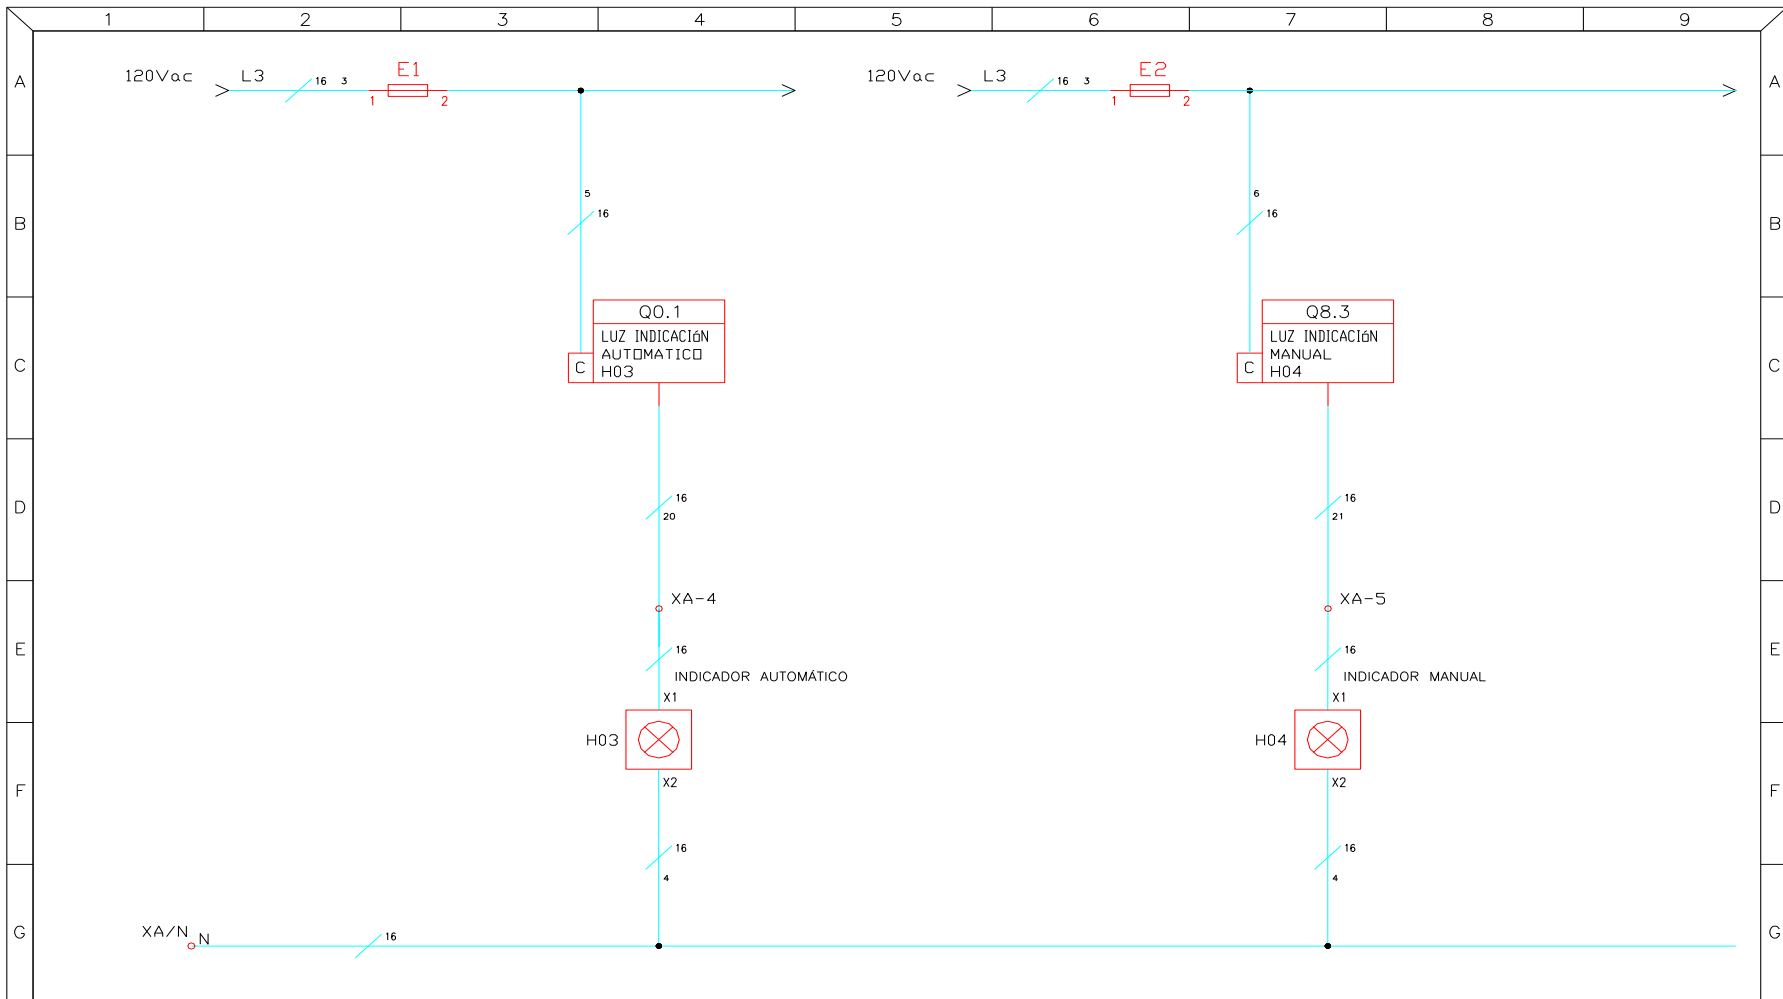 1 2 3 4 5 6 7 8 9
A A
120Vac L3 16 3 E1 1 2
120Vac L3 16 3 E2 1 2
5
16
6
16
B B
Q0.1
LUZ INDICACIóN
AUTOMATICO
H03
C
Q8.3
LUZ INDICACIóN
MANUAL
H04
C
C C
16
20
16
21
D D
XA-4
XA-5
16
16
E E
INDICADOR AUTOMÁTICO
INDICADOR MANUAL
X1
X1
H03
H04
X2
X2
F F
16
16
4
4
XA/N N 16
G G